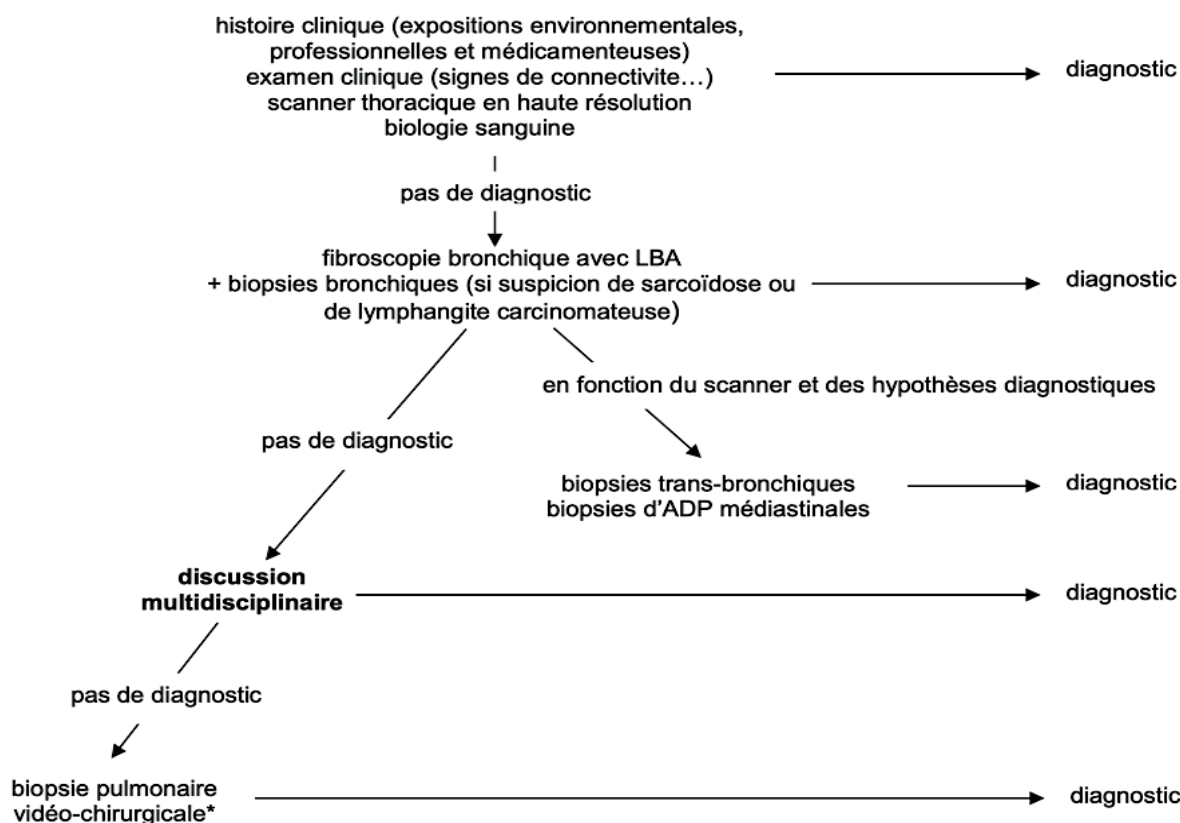 histoire clinique (expositions environnementales,
professionnelles et médicamenteuses)
examen clinique (signes de connectivite…)
scanner thoracique en haute résolution
biologie sanguine
diagnostic
pas de diagnostic
fibroscopie bronchique avec LBA
+ biopsies bronchiques (si suspicion de sarcoïdose ou
de lymphangite carcinomateuse)
diagnostic
en fonction du scanner et des hypothèses diagnostiques
pas de diagnostic
biopsies trans-bronchiques
biopsies d'ADP médiastinales
diagnostic
discussion
multidisciplinaire
diagnostic
pas de diagnostic
biopsie pulmonaire
vidéo-chirurgicale*
diagnostic